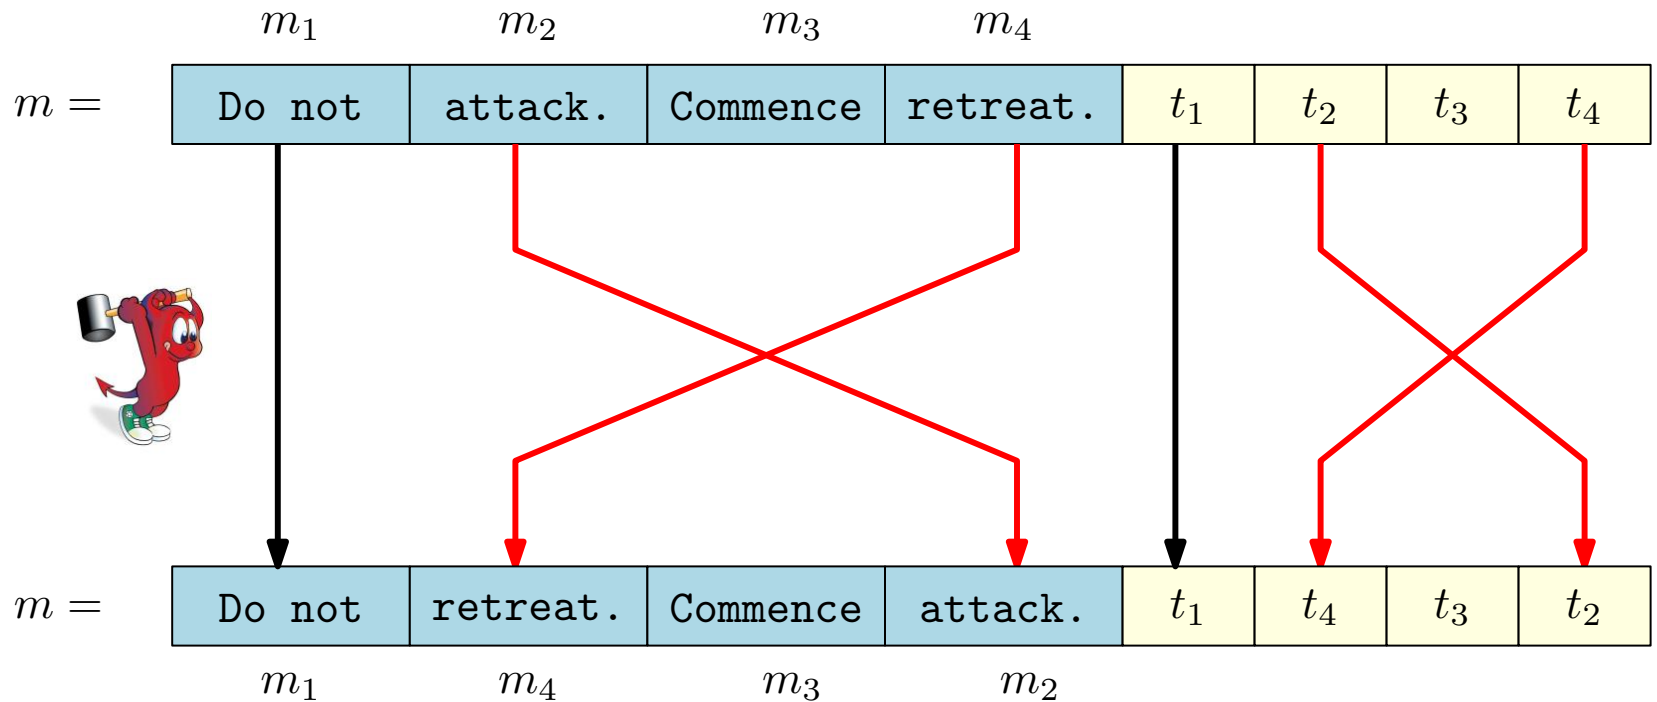 m₁ m₂ m₃ m₄
m = Do not attack. Commence retreat. t₁ t₂ t₃ t₄
m = Do not retreat. Commence attack. t₁ t₄ t₃ t₂
m₁ m₄ m₃ m₂